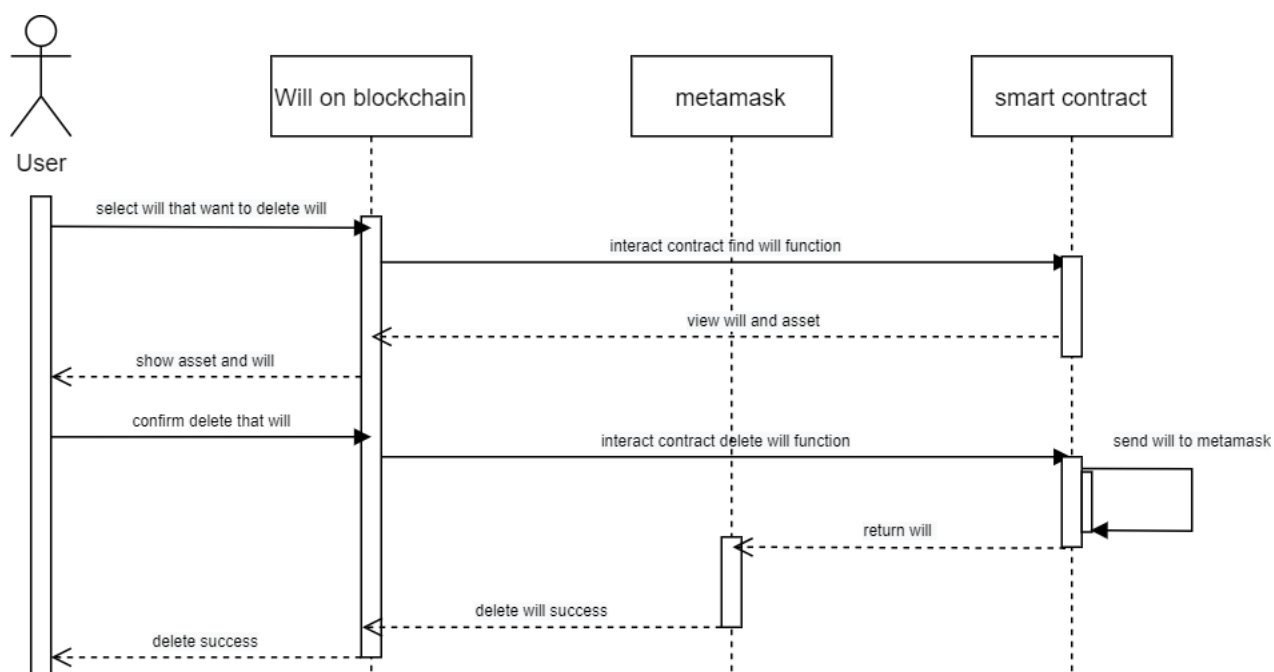 Will on blockchain
metamask
smart contract
User
select will that want to delete will
interact contract find will function
view will and asset
show asset and will
confirm delete that will
interact contract delete will function
send will to metamask
return will
delete will success
delete success